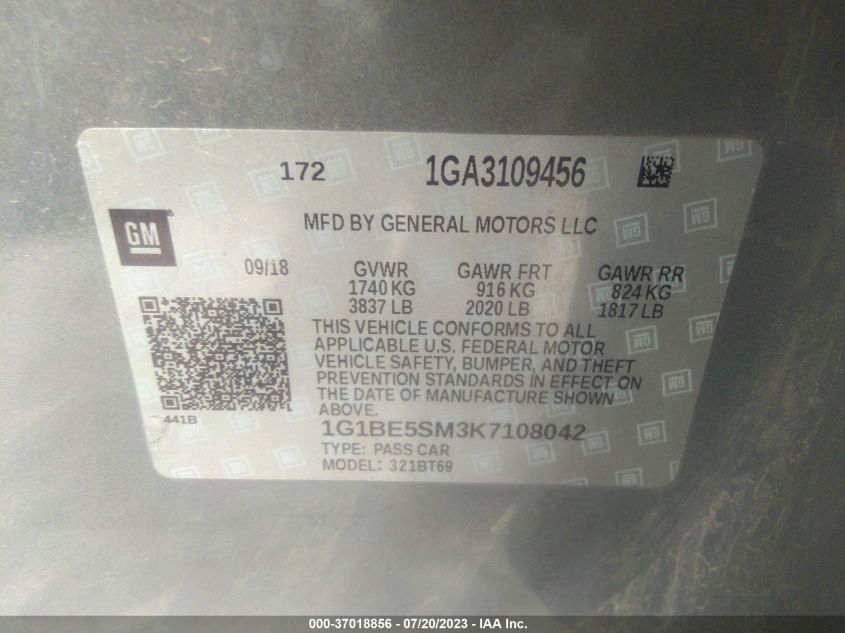 172 1GA3109456
GM
MFD BY GENERAL MOTORS LLC
09/18 GVWR GAWR FRT GAWR RR
1740 KG 916 KG 824 KG
3837 LB 2020 LB 1817 LB
THIS VEHICLE CONFORMS TO ALL
APPLICABLE U.S. FEDERAL MOTOR
VEHICLE SAFETY, BUMPER, AND THEFT
PREVENTION STANDARDS IN EFFECT ON
THE DATE OF MANUFACTURE SHOWN
ABOVE.
441B
1G1BE5SM3K7108042
TYPE: PASS CAR
MODEL: 321BT69
000-37018856 - 07/20/2023 - IAA Inc.